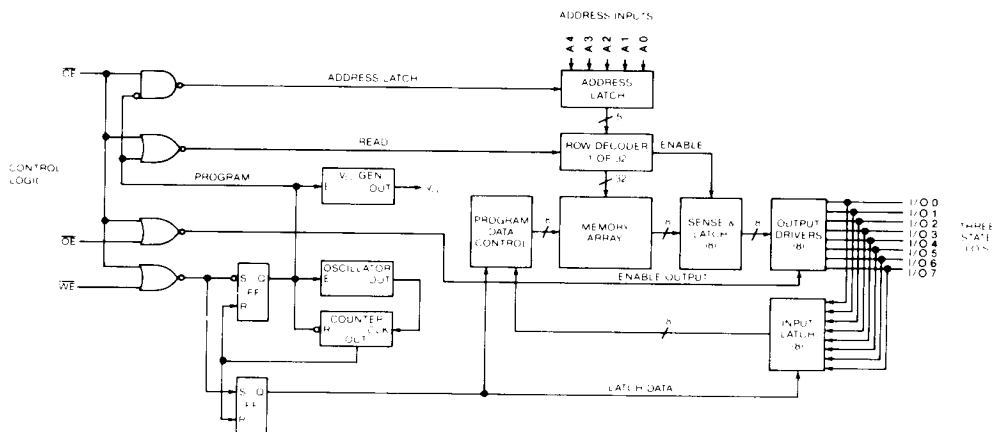 ADDRESS INPUTS
A4 A3 A2 A1 A0
CE
ADDRESS LATCH
ADDRESS
LATCH
5
READ
ROW DECODER
1 OF 32
ENABLE
CONTROL
LOGIC
PROGRAM
GEN
E OUT
32
PROGRAM
DATA
CONTROL
8
MEMORY
ARRAY
8
SENSE &
LATCH
(8)
8
OUTPUT
DRIVERS
(8)
I/O 0
I/O 1
I/O 2
I/O 3
I/O 4
I/O 5
I/O 6
I/O 7
THREE
STATE
OE
ENABLE OUTPUT
WE
S Q
FF
R
OSCILLATOR
E OUT
COUNTER
R CLK
OUT
8
INPUT
LATCH
(8)
S Q
FF
R
LATCH DATA